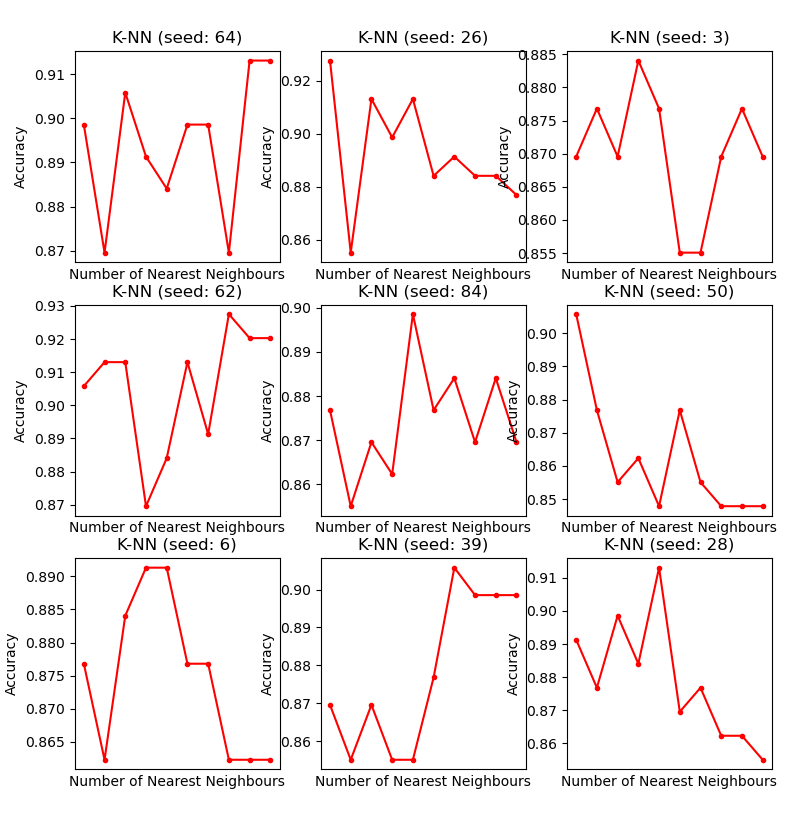 K-NN (seed: 64)
0.91
0.90
0.89
0.88
0.87
Accuracy
Number of Nearest Neighbours
K-NN (seed: 26)
0.92
0.90
0.88
0.86
Accuracy
Number of Nearest Neighbours
K-NN (seed: 3)
0.885
0.880
0.875
0.870
0.865
0.860
0.855
Accuracy
Number of Nearest Neighbours
K-NN (seed: 62)
0.93
0.92
0.91
0.90
0.89
0.88
0.87
Accuracy
Number of Nearest Neighbours
K-NN (seed: 84)
0.90
0.89
0.88
0.87
0.86
Accuracy
Number of Nearest Neighbours
K-NN (seed: 50)
0.90
0.89
0.88
0.87
0.86
0.85
Accuracy
Number of Nearest Neighbours
K-NN (seed: 6)
0.890
0.885
0.880
0.875
0.870
0.865
Accuracy
Number of Nearest Neighbours
K-NN (seed: 39)
0.90
0.89
0.88
0.87
0.86
Accuracy
Number of Nearest Neighbours
K-NN (seed: 28)
0.91
0.90
0.89
0.88
0.87
0.86
Accuracy
Number of Nearest Neighbours